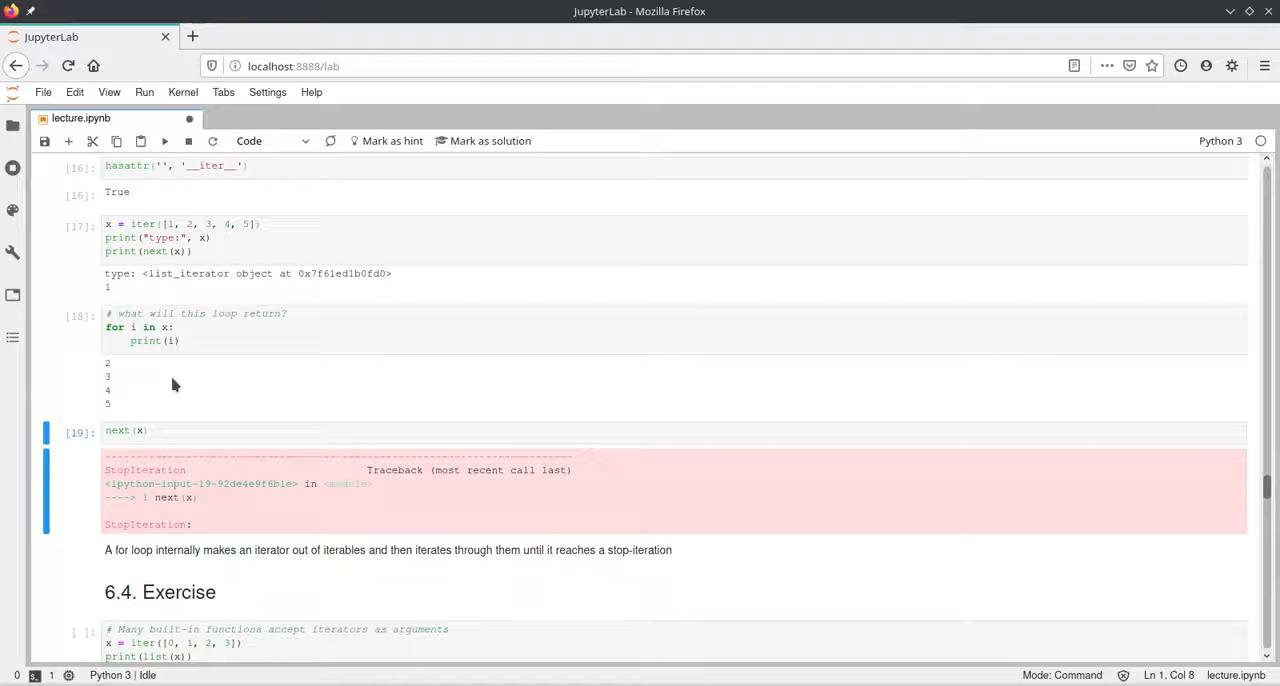 JupyterLab - Mozilla Firefox
JupyterLab
localhost:8888/lab
File Edit View Run Kernel Tabs Settings Help
lecture.ipynb
Code Mark as hint Mark as solution Python 3
[16]: hasattr('', '__iter__')
[16]: True
[17]: x = iter([1, 2, 3, 4, 5])
print("type:", x)
print(next(x))
type: <list_iterator object at 0x7f61ed1b0fd0>
1
[18]: # what will this loop return?
for i in x:
    print(i)
2
3
4
5
[19]: next(x)
StopIteration Traceback (most recent call last)
<ipython-input-19-92de4e9f6b1e> in <module>
----> 1 next(x)
StopIteration:
A for loop internally makes an iterator out of iterables and then iterates through them until it reaches a stop-iteration
6.4. Exercise
[ ]: # Many built-in functions accept iterators as arguments
x = iter([0, 1, 2, 3])
print(list(x))
0 1 Python 3 | Idle Mode: Command Ln 1, Col 8 lecture.ipynb